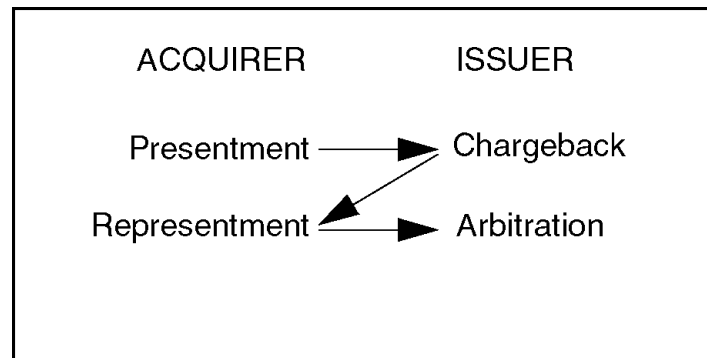 ACQUIRER ISSUER
Presentment Chargeback
Representment Arbitration